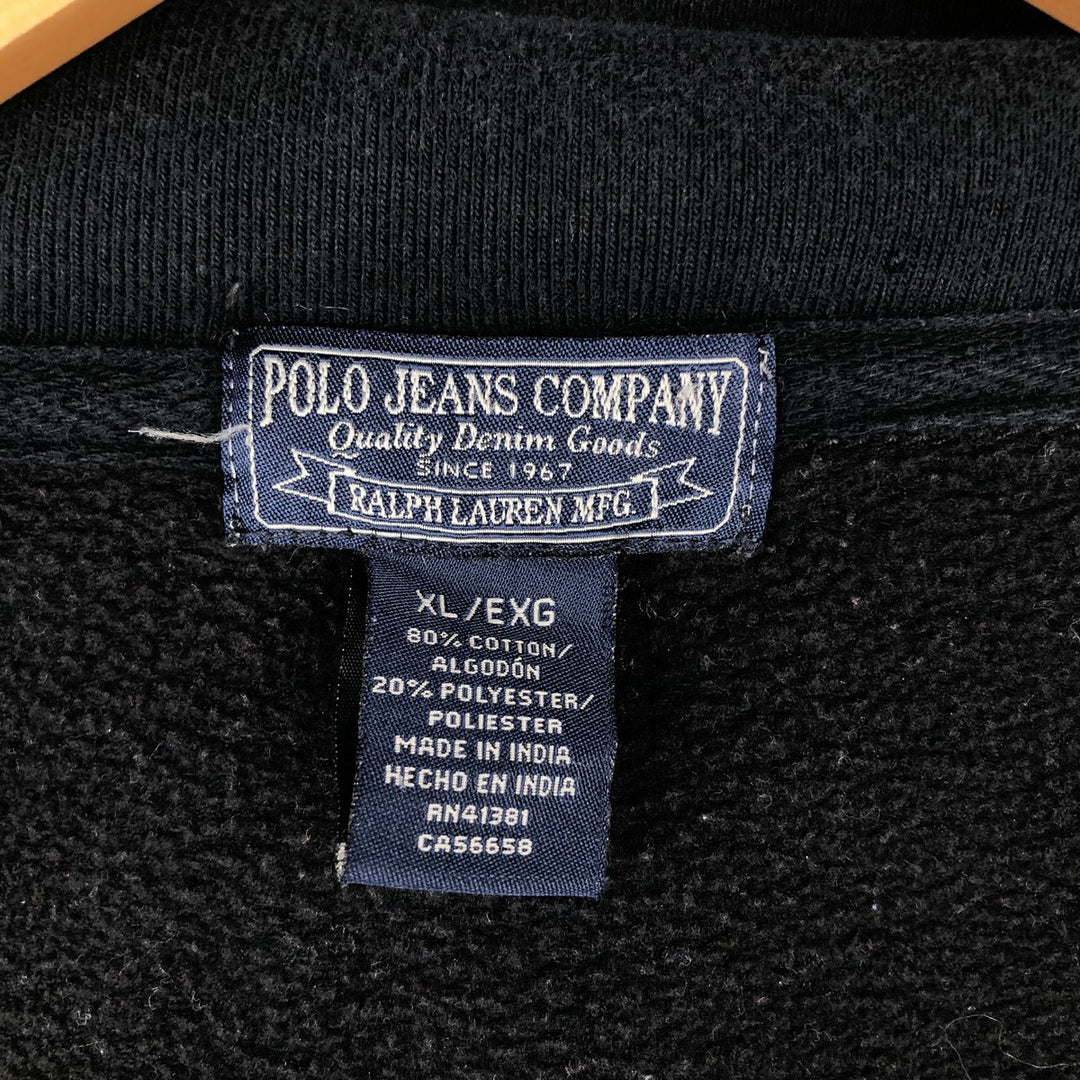 POLO JEANS COMPANY
Quality Denim Goods
SINCE 1967
RALPH LAUREN MFG.
XL/EXG
80% COTTON/
ALGODÓN
20% POLYESTER/
POLIESTER
MADE IN INDIA
HECHO EN INDIA
RN41381
CA56658